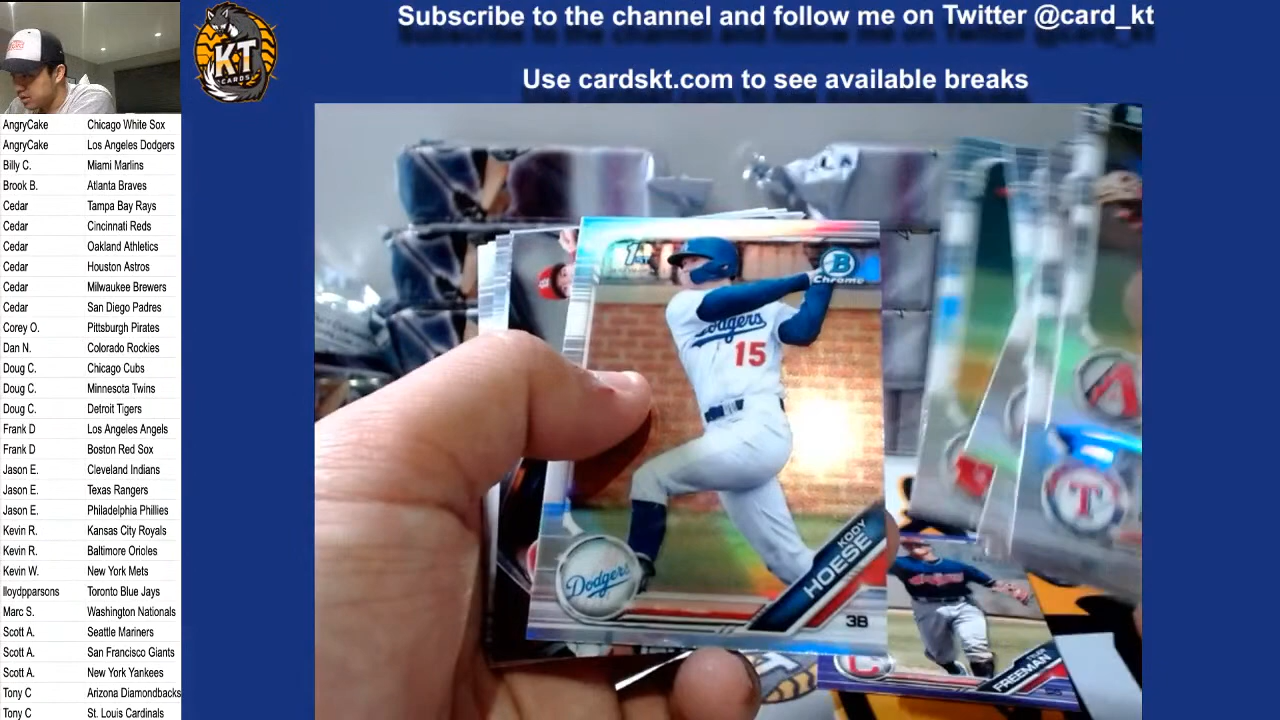 Subscribe to the channel and follow me on Twitter @card_kt
Use cardskt.com to see available breaks
KT
CARDS
AngryCake Chicago White Sox
AngryCake Los Angeles Dodgers
Billy C. Miami Marlins
Brook B. Atlanta Braves
Cedar Tampa Bay Rays
Cedar Cincinnati Reds
Cedar Oakland Athletics
Cedar Houston Astros
Cedar Milwaukee Brewers
Cedar San Diego Padres
Corey O. Pittsburgh Pirates
Dan N. Colorado Rockies
Doug C. Chicago Cubs
Doug C. Minnesota Twins
Doug C. Detroit Tigers
Frank D Los Angeles Angels
Frank D Boston Red Sox
Jason E. Cleveland Indians
Jason E. Texas Rangers
Jason E. Philadelphia Phillies
Kevin R. Kansas City Royals
Kevin R. Baltimore Orioles
Kevin W. New York Mets
lloydpparsons Toronto Blue Jays
Marc S. Washington Nationals
Scott A. Seattle Mariners
Scott A. San Francisco Giants
Scott A. New York Yankees
Tony C Arizona Diamondbacks
Tony C St. Louis Cardinals
1ST
B
Chrome
Dodgers
15
Dodgers
KODY
HOESE
3B
T
C
FREEMAN